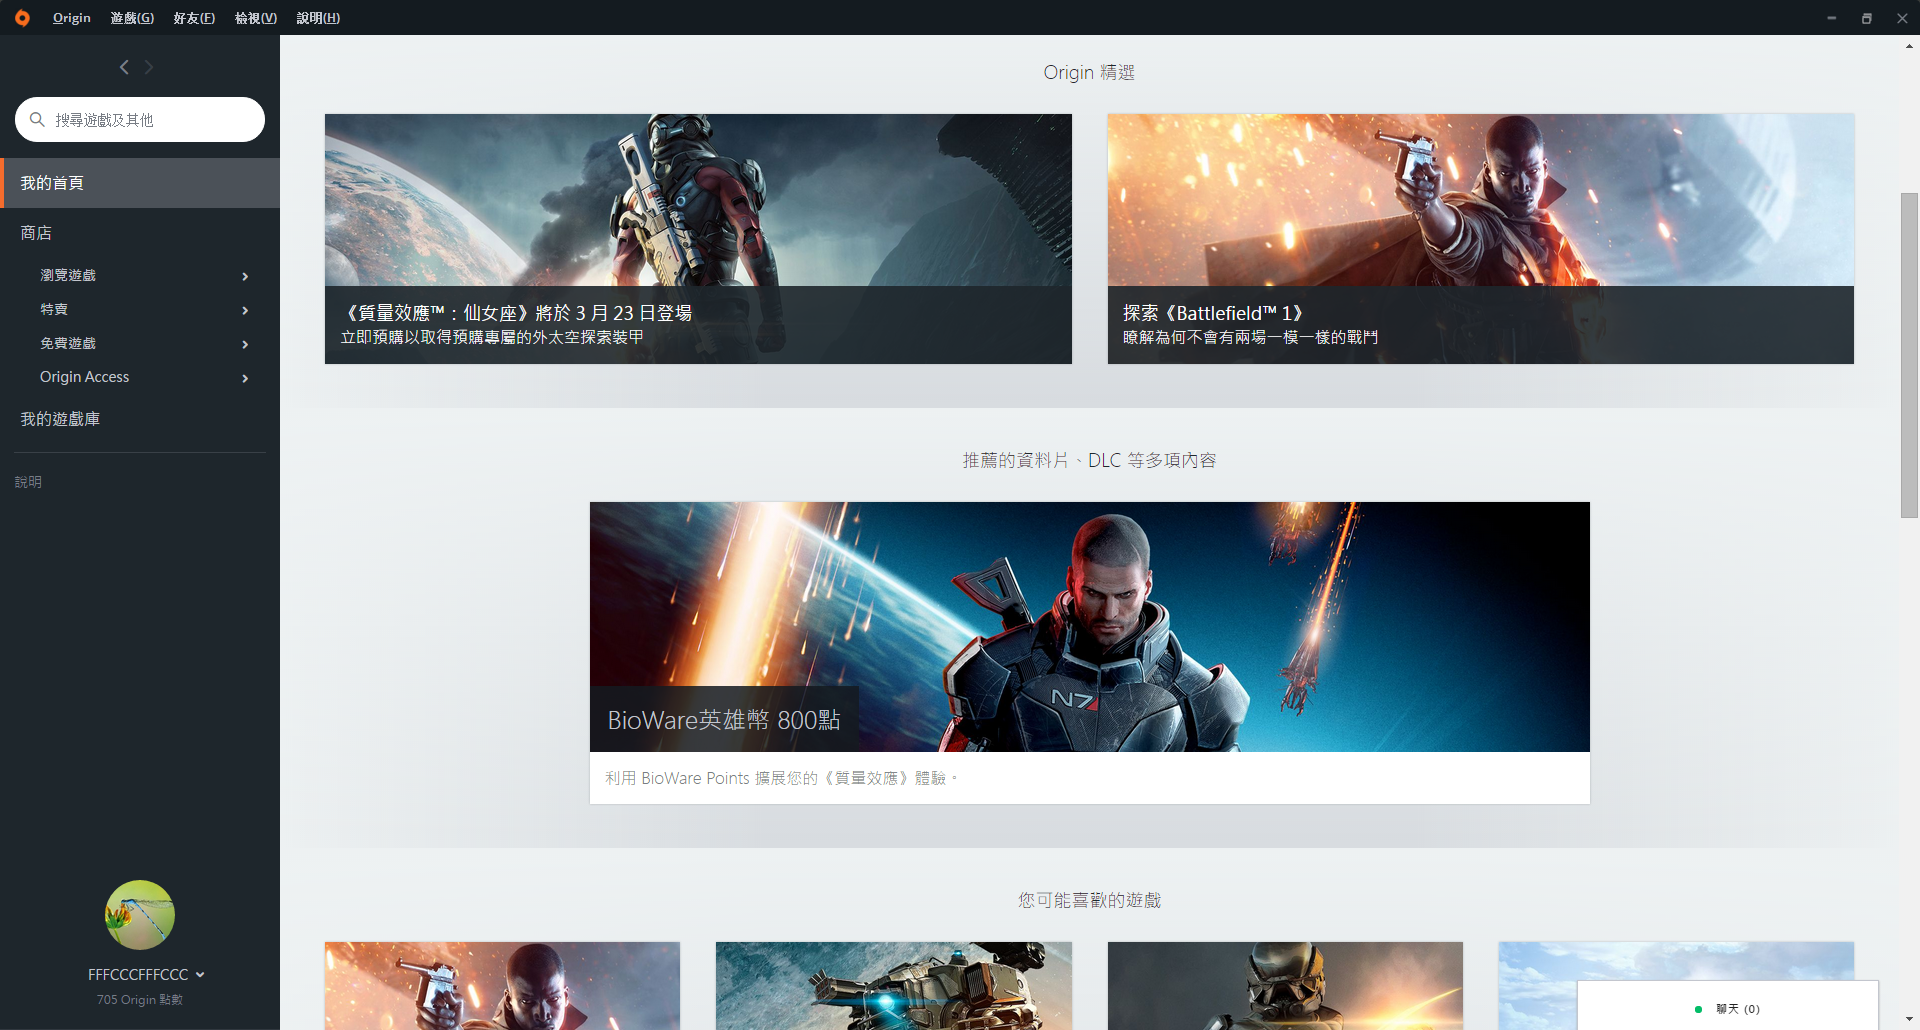 Origin
遊戲(G)
好友(F)
檢視(V)
說明(H)
搜尋遊戲及其他
我的首頁
商店
瀏覽遊戲
特賣
免費遊戲
Origin Access
我的遊戲庫
說明
FFFCCCFFFCCC
705 Origin 點數
Origin 精選
《質量效應™：仙女座》將於 3 月 23 日登場
立即預購以取得預購專屬的外太空探索裝甲
探索《Battlefield™ 1》
瞭解為何不會有兩場一模一樣的戰鬥
推薦的資料片、DLC 等多項內容
N7
BioWare英雄幣 800點
利用 BioWare Points 擴展您的《質量效應》體驗。
您可能喜歡的遊戲
聊天 (0)